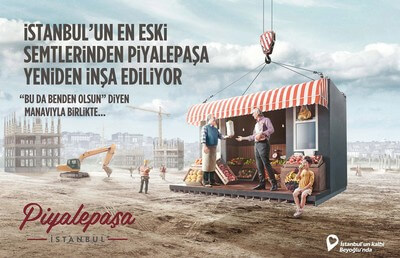 İSTANBUL'UN EN ESKİ
SEMTLERİNDEN PİYALEPAŞA
YENİDEN İNŞA EDİLİYOR
"BU DA BENDEN OLSUN" DİYEN
MANAVIYLA BİRLİKTE...
Piyalepaşa
İSTANBUL
İstanbul'un kalbi
Beyoğlu'nda